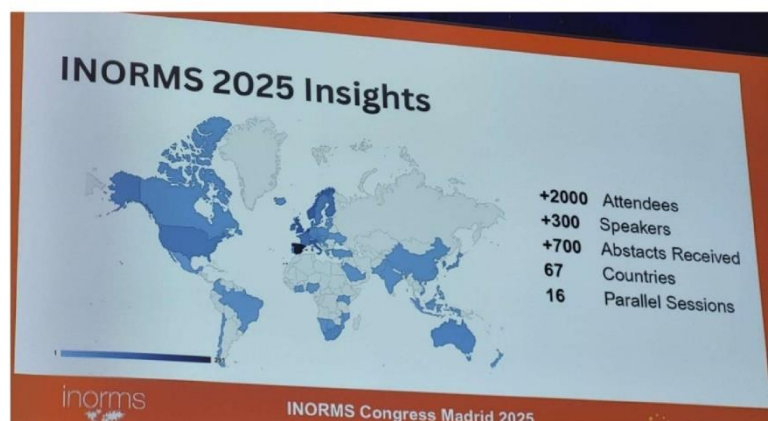 INORMS 2025 Insights
+2000 Attendees
+300 Speakers
+700 Abstacts Received
67 Countries
16 Parallel Sessions
1
inorms
INORMS Congress Madrid 2025